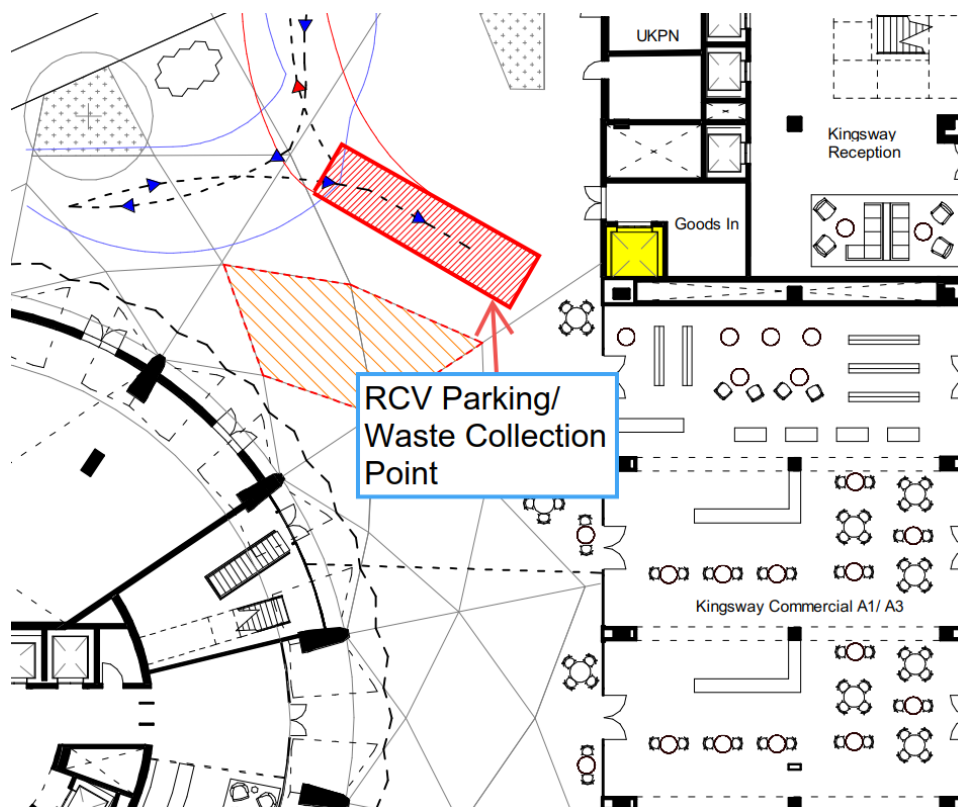 UKPN
Kingsway
Reception
Goods In
RCV Parking/
Waste Collection
Point
Kingsway Commercial A1/ A3